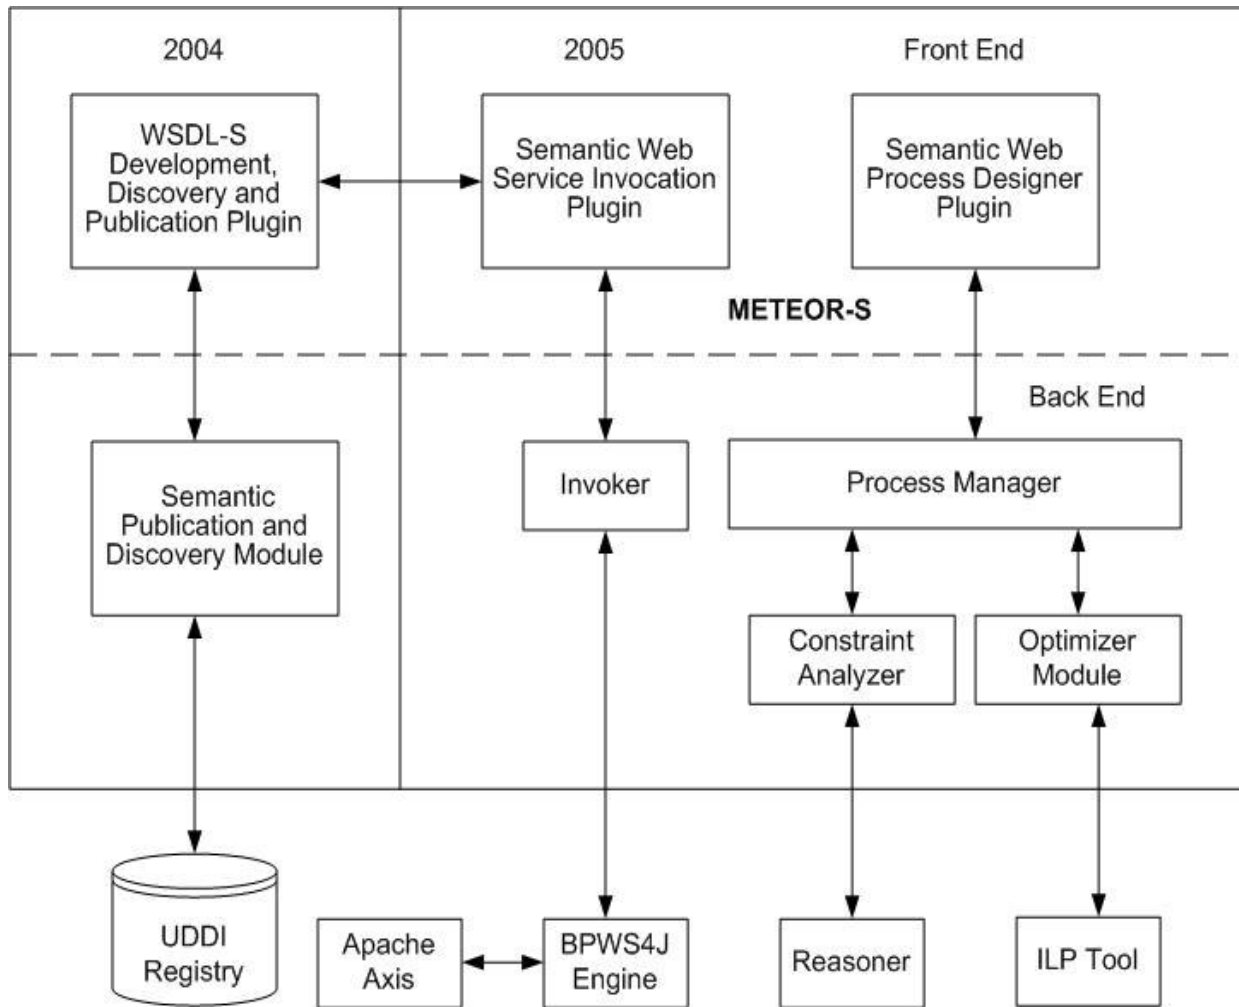 2004
2005
Front End
WSDL-S
Development,
Discovery and
Publication Plugin
Semantic Web
Service Invocation
Plugin
Semantic Web
Process Designer
Plugin
METEOR-S
Back End
Semantic
Publication and
Discovery Module
Invoker
Process Manager
Constraint
Analyzer
Optimizer
Module
UDDI
Registry
Apache
Axis
BPWS4J
Engine
Reasoner
ILP Tool